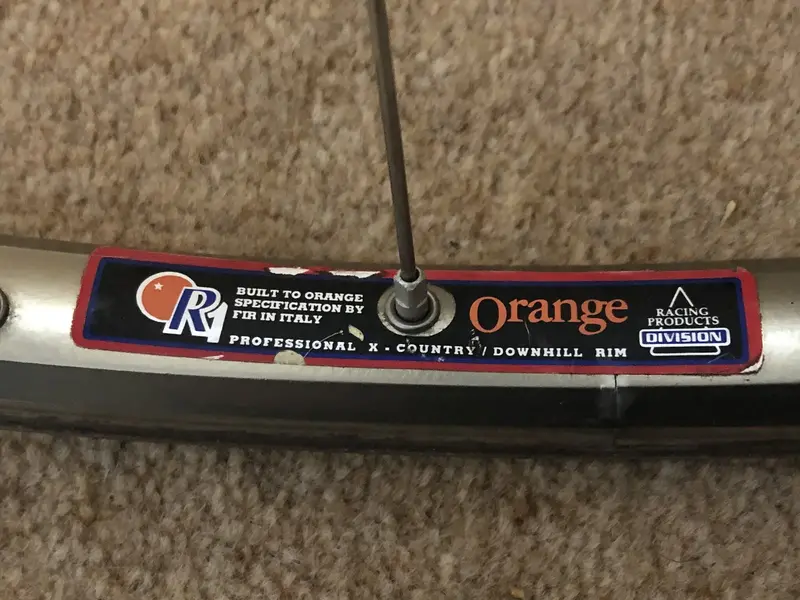 R1
BUILT TO ORANGE
SPECIFICATION BY
FIR IN ITALY
Orange
RACING
PRODUCTS
DIVISION
PROFESSIONAL X-COUNTRY/DOWNHILL RIM